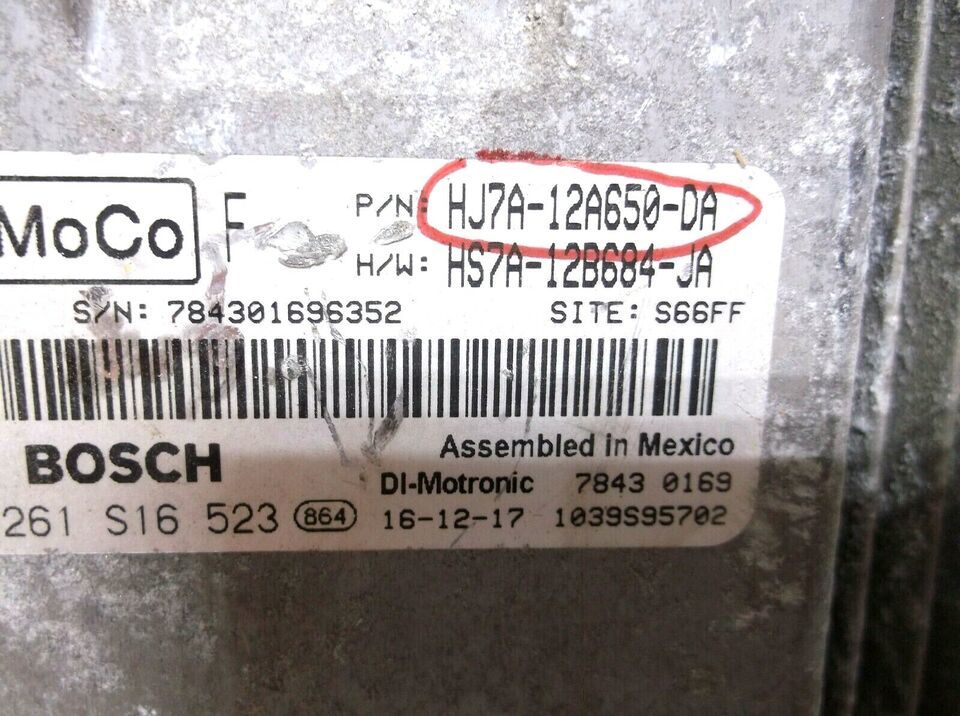 MoCo F P/N: HJ7A-12A650-DA
H/W: HS7A-12B684-JA
S/N: 784301696352 SITE: S66FF
BOSCH Assembled in Mexico
DI-Motronic 7843 0169
261 S16 523 864 16-12-17 1039S95702